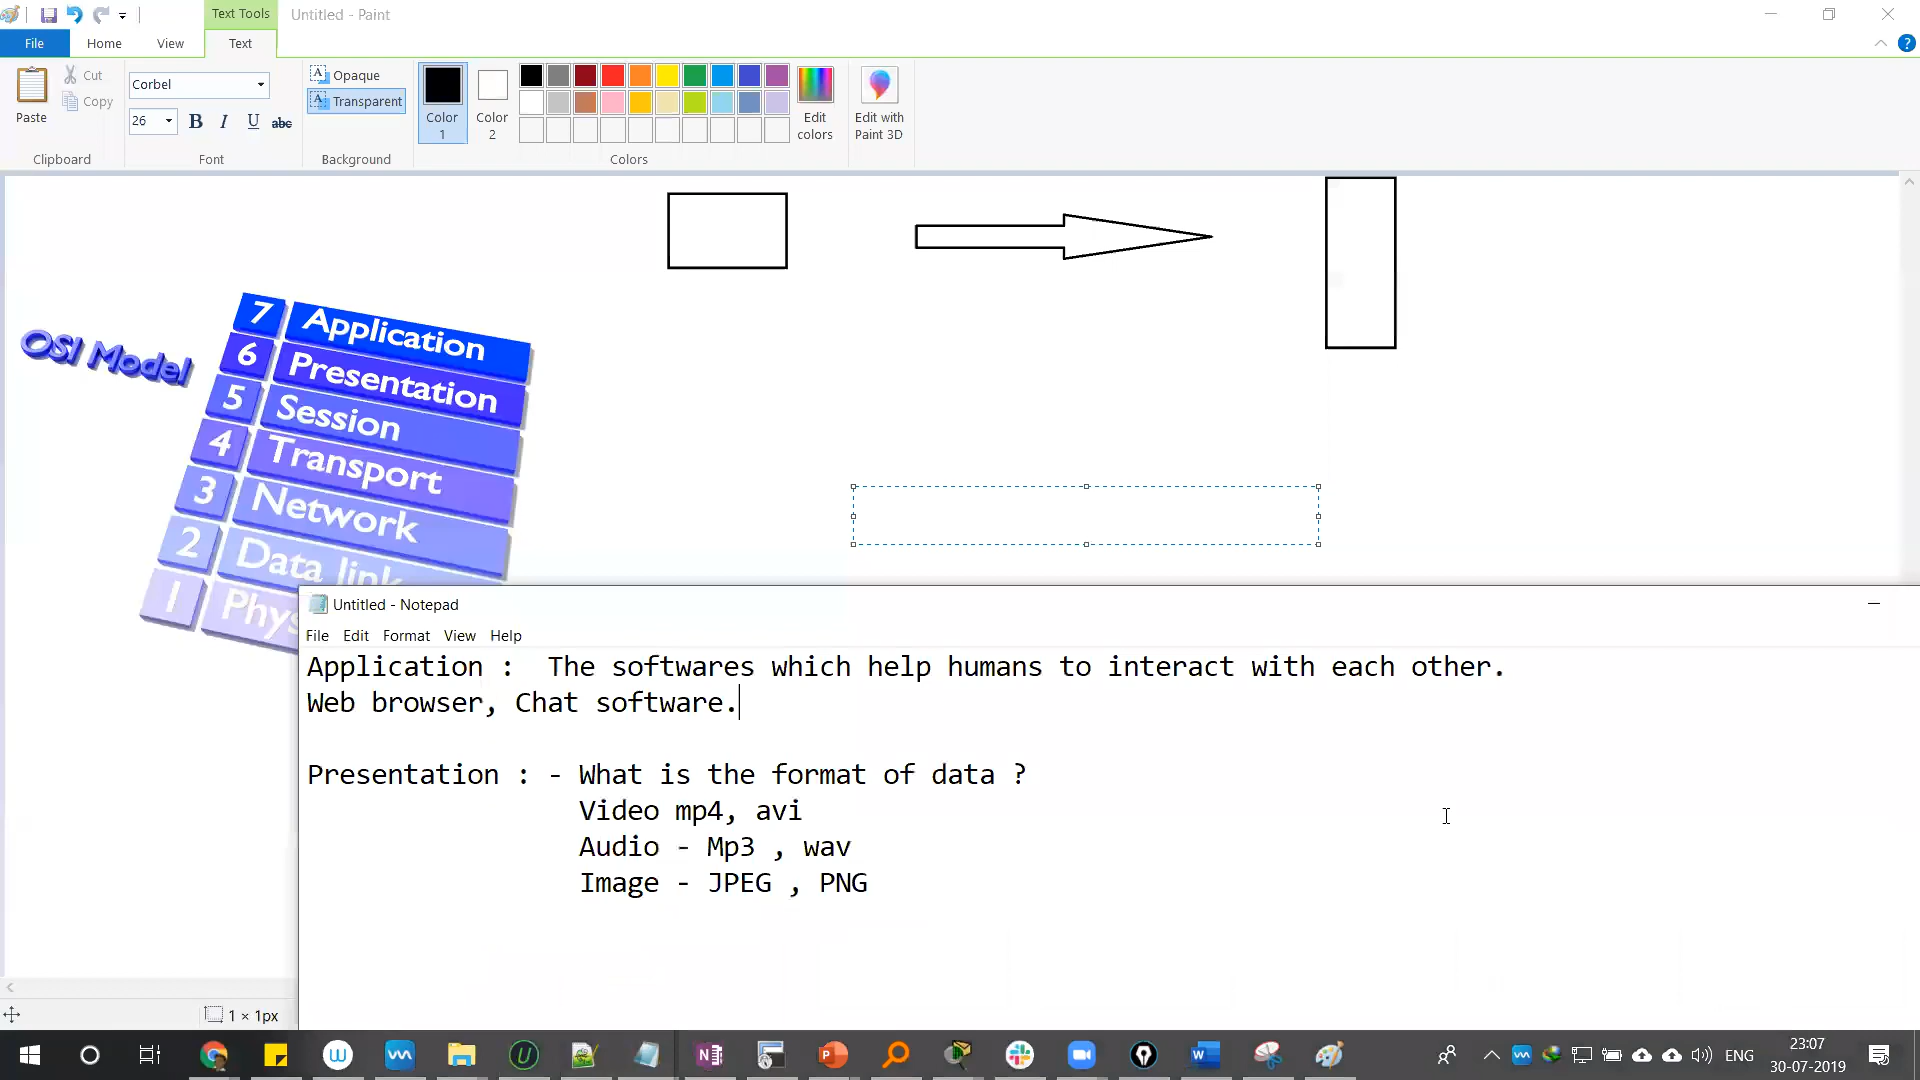 Text Tools
Untitled - Paint
File
Home
View
Text
Paste
Cut
Copy
Clipboard
Corbel
26
B I U abc
Font
Opaque
Transparent
Background
Color 1
Color 2
Edit colors
Colors
Edit with Paint 3D
OSI Model
7 Application
6 Presentation
5 Session
4 Transport
3 Network
2 Data link
1 Phys
Untitled - Notepad
File Edit Format View Help
Application :  The softwares which help humans to interact with each other.
Web browser, Chat software.
Presentation : - What is the format of data ?
Video mp4, avi
Audio - Mp3 , wav
Image - JPEG , PNG
1 × 1px
ENG
23:07
30-07-2019